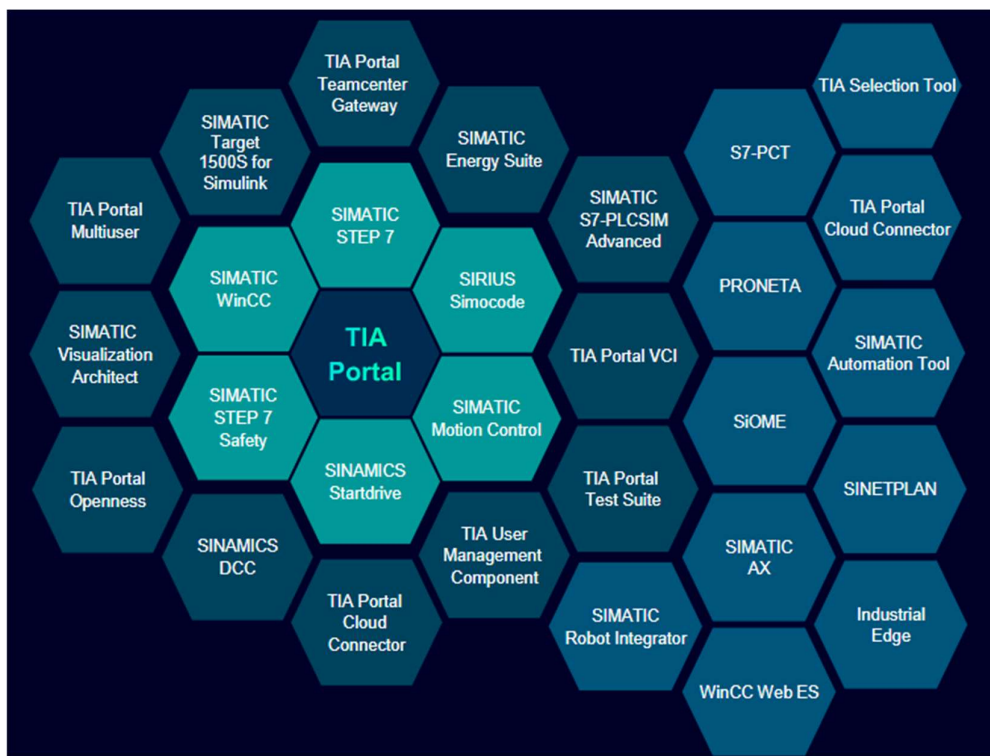 TIA Portal
Teamcenter
Gateway
TIA Selection Tool
SIMATIC
Target
1500S for
Simulink
SIMATIC
Energy Suite
S7-PCT
TIA Portal
Multiuser
SIMATIC
STEP 7
SIMATIC
S7-PLCSIM
Advanced
TIA Portal
Cloud Connector
SIMATIC
WinCC
SIRIUS
Simocode
PRONETA
SIMATIC
Visualization
Architect
TIA
Portal
TIA Portal VCI
SIMATIC
Automation Tool
SIMATIC
STEP 7
Safety
SIMATIC
Motion Control
SiOME
TIA Portal
Openness
SINAMICS
Startdrive
TIA Portal
Test Suite
SINETPLAN
SINAMICS
DCC
TIA User
Management
Component
SIMATIC
AX
TIA Portal
Cloud
Connector
SIMATIC
Robot Integrator
Industrial
Edge
WinCC Web ES